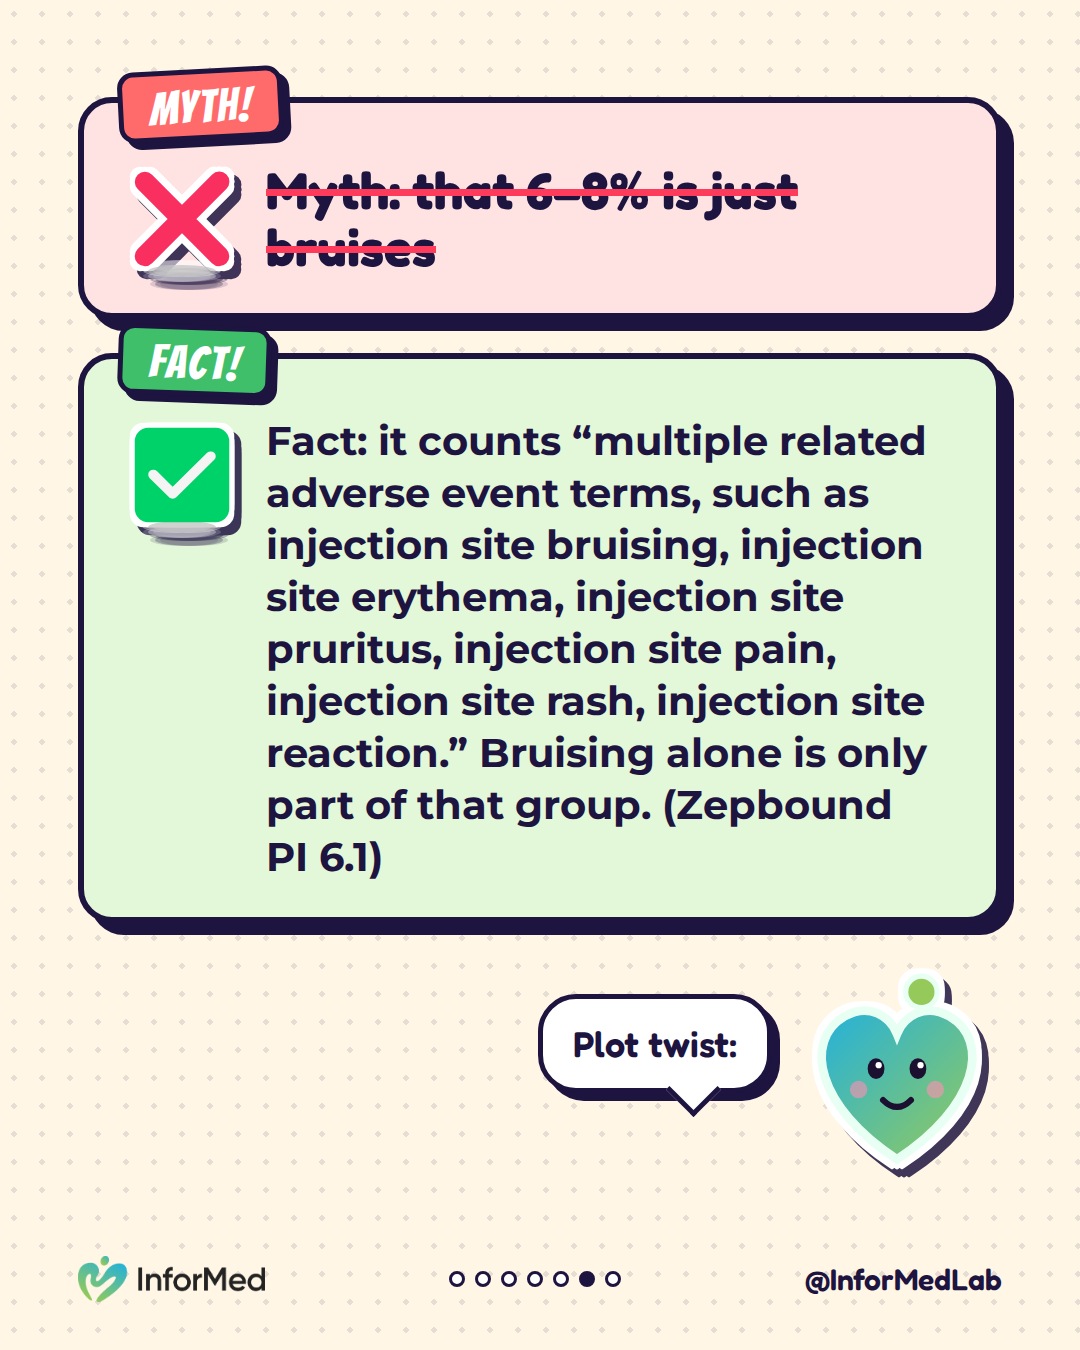 MYTH!
Myth: that 6–8% is just
bruises
FACT!
Fact: it counts “multiple related
adverse event terms, such as
injection site bruising, injection
site erythema, injection site
pruritus, injection site pain,
injection site rash, injection site
reaction.” Bruising alone is only
part of that group. (Zepbound
PI 6.1)
Plot twist:
InforMed
@InforMedLab